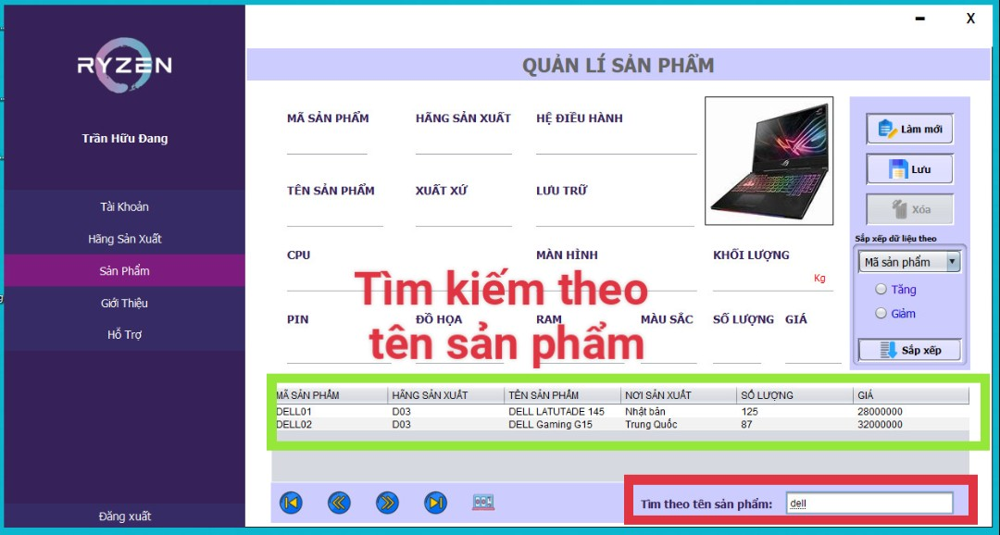 X
RYZEN
QUẢN LÍ SẢN PHẨM
Trần Hữu Đang
Tài Khoản
Hãng Sản Xuất
Sản Phẩm
Giới Thiệu
Hỗ Trợ
Đăng xuất
MÃ SẢN PHẨM HÃNG SẢN XUẤT HỆ ĐIỀU HÀNH
TÊN SẢN PHẨM XUẤT XỨ LƯU TRỮ
CPU MÀN HÌNH KHỐI LƯỢNG
Kg
Tìm kiếm theo
tên sản phẩm
PIN ĐỒ HỌA RAM MÀU SẮC SỐ LƯỢNG GIÁ
Làm mới
Lưu
Xóa
Sắp xếp dữ liệu theo
Mã sản phẩm
Tăng
Giảm
Sắp xếp
MÃ SẢN PHẨM HÃNG SẢN XUẤT TÊN SẢN PHẨM NƠI SẢN XUẤT SỐ LƯỢNG GIÁ
DELL01 D03 DELL LATUTADE 145 Nhật bản 125 28000000
DELL02 D03 DELL Gaming G15 Trung Quốc 87 32000000
Tìm theo tên sản phẩm: dell